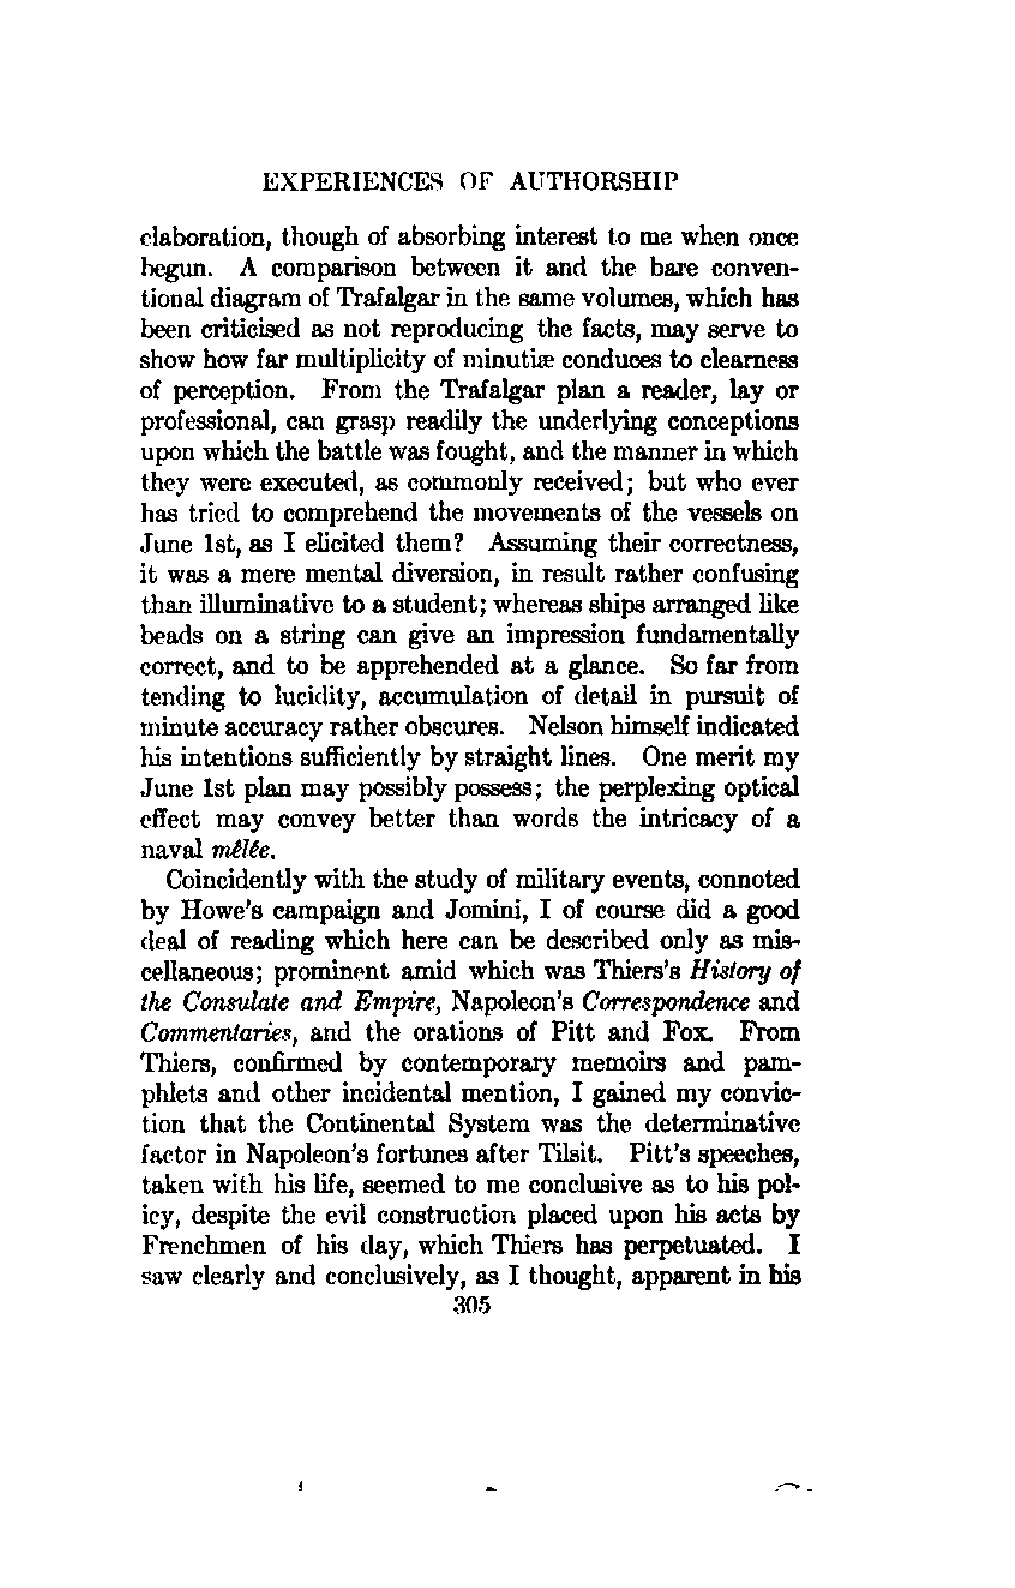 EXPERIENCES OF AUTHORSHIP
elaboration, though of absorbing interest to me when once
begun. A comparison between it and the bare conven-
tional diagram of Trafalgar in the same volumes, which has
been criticised as not reproducing the facts, may serve to
show how far multiplicity of minutiæ conduces to clearness
of perception. From the Trafalgar plan a reader, lay or
professional, can grasp readily the underlying conceptions
upon which the battle was fought, and the manner in which
they were executed, as commonly received; but who ever
has tried to comprehend the movements of the vessels on
June 1st, as I elicited them? Assuming their correctness,
it was a mere mental diversion, in result rather confusing
than illuminative to a student; whereas ships arranged like
beads on a string can give an impression fundamentally
correct, and to be apprehended at a glance. So far from
tending to lucidity, accumulation of detail in pursuit of
minute accuracy rather obscures. Nelson himself indicated
his intentions sufficiently by straight lines. One merit my
June 1st plan may possibly possess; the perplexing optical
effect may convey better than words the intricacy of a
naval mêlée.
Coincidently with the study of military events, connoted
by Howe's campaign and Jomini, I of course did a good
deal of reading which here can be described only as mis-
cellaneous; prominent amid which was Thiers's History of
the Consulate and Empire, Napoleon's Correspondence and
Commentaries, and the orations of Pitt and Fox. From
Thiers, confirmed by contemporary memoirs and pam-
phlets and other incidental mention, I gained my convic-
tion that the Continental System was the determinative
factor in Napoleon's fortunes after Tilsit. Pitt's speeches,
taken with his life, seemed to me conclusive as to his pol-
icy, despite the evil construction placed upon his acts by
Frenchmen of his day, which Thiers has perpetuated. I
saw clearly and conclusively, as I thought, apparent in his
305